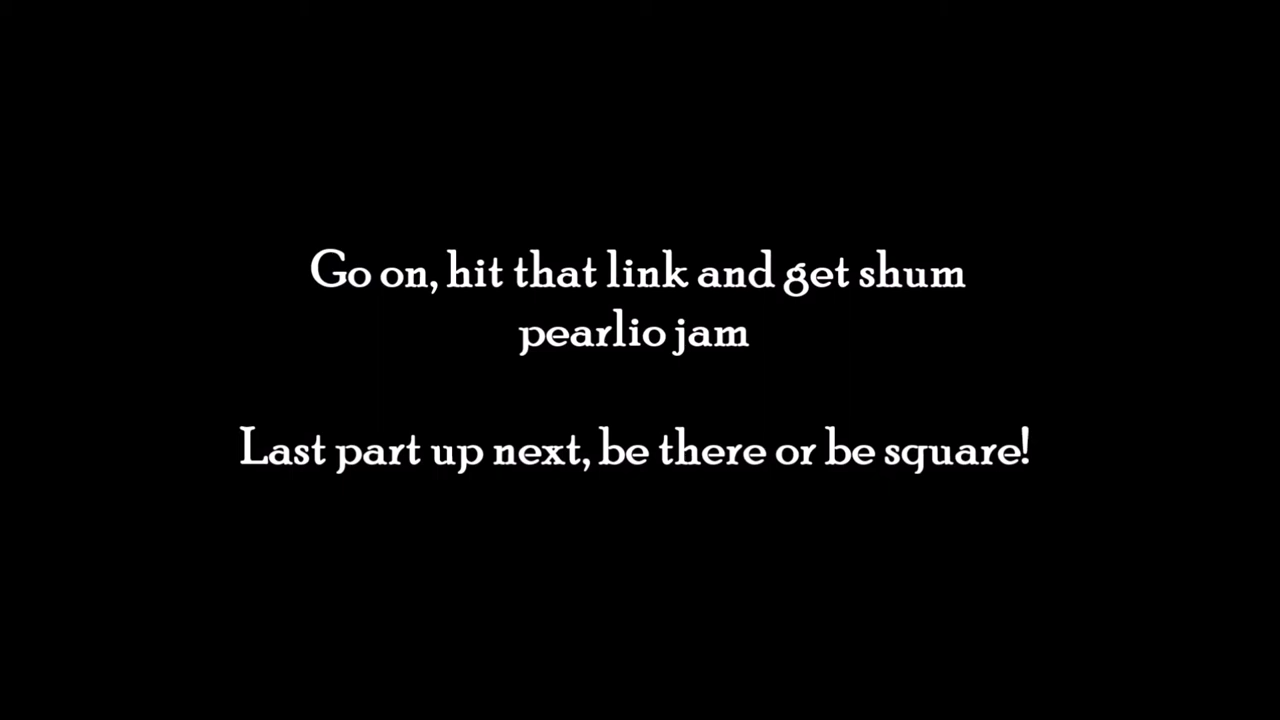 Go on, hit that link and get shum
pearlio jam
Last part up next, be there or be square!